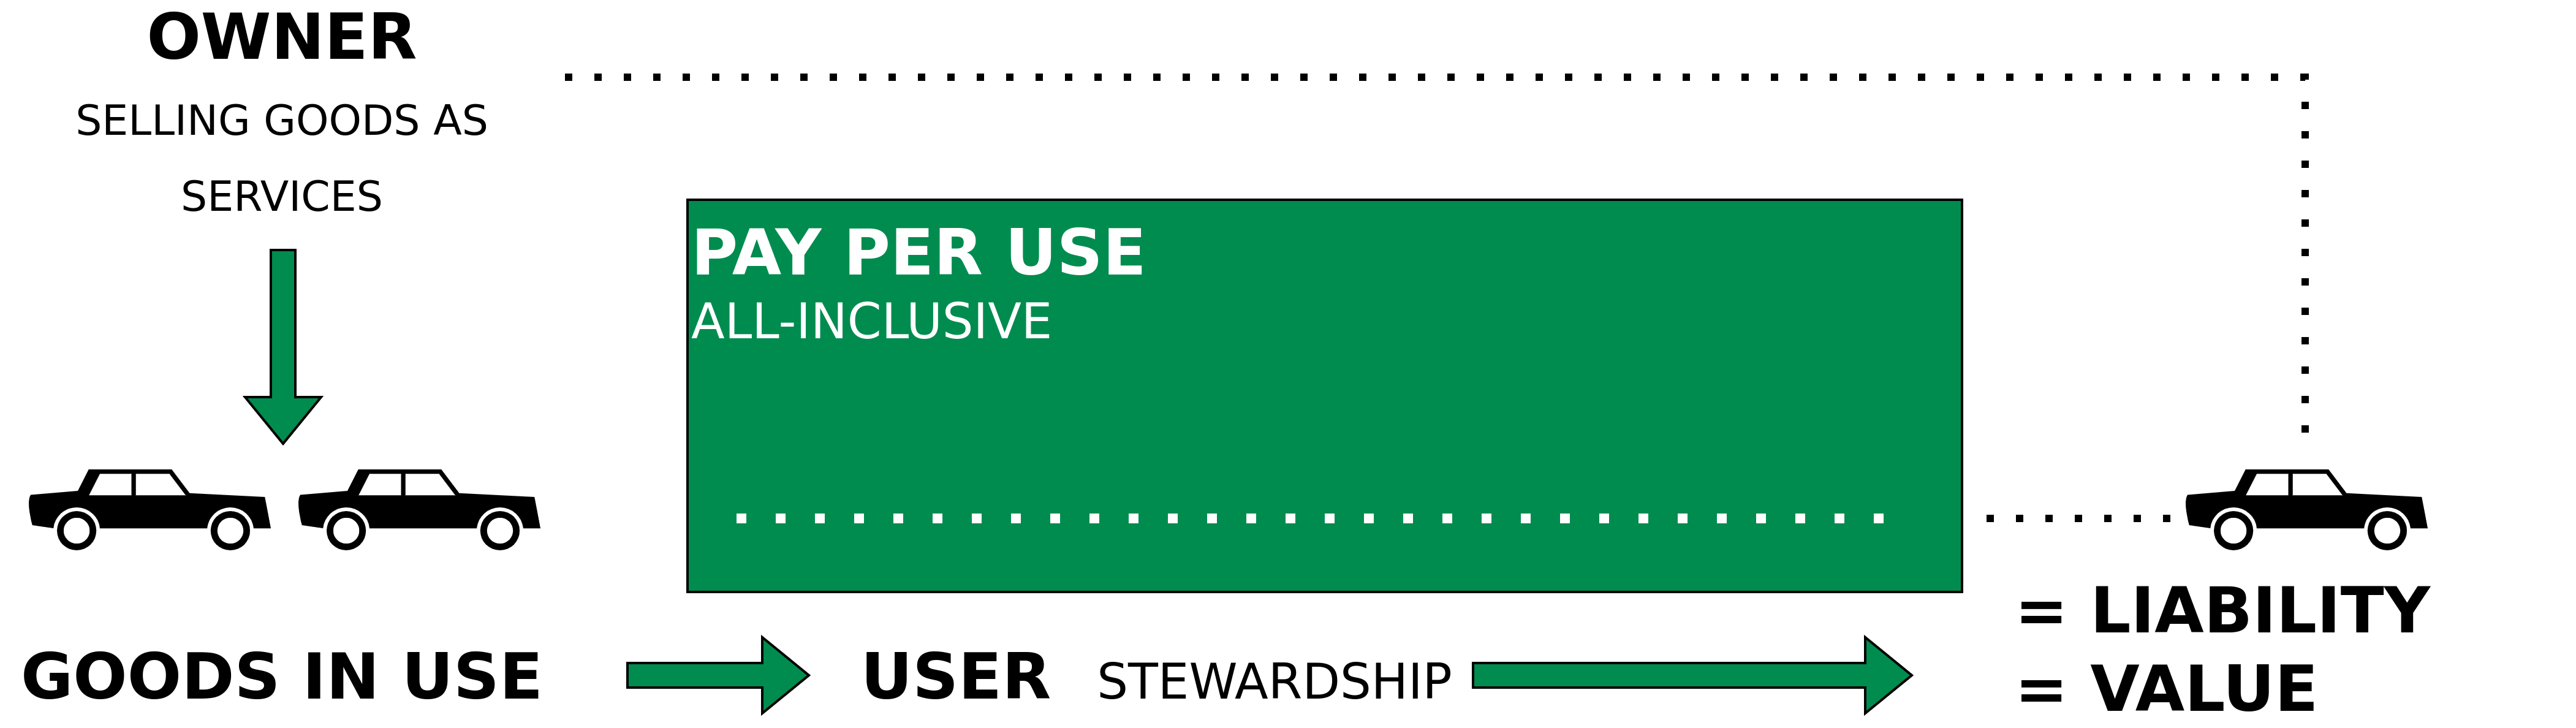 OWNER
SELLING GOODS AS
SERVICES
PAY PER USE
ALL-INCLUSIVE
GOODS IN USE
USER STEWARDSHIP
= LIABILITY
= VALUE